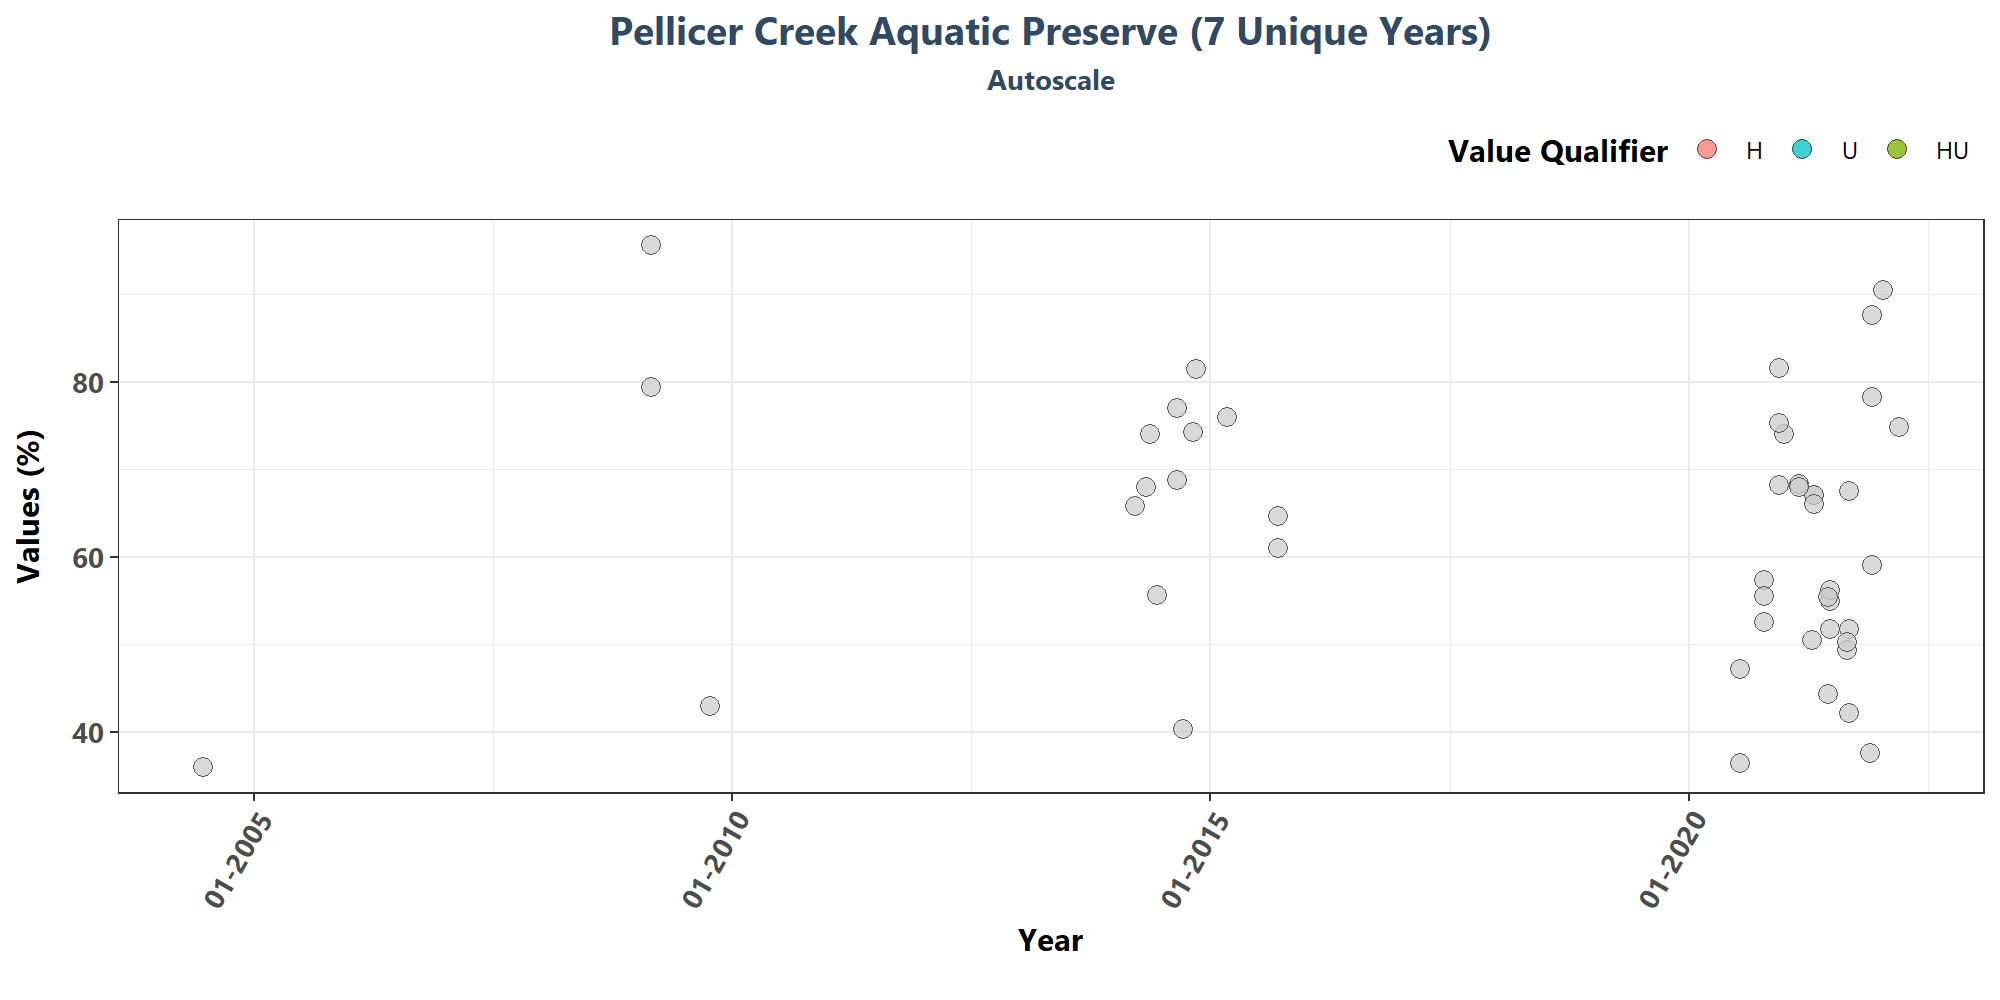 Pellicer Creek Aquatic Preserve (7 Unique Years)
Autoscale
Value Qualifier H U HU
Values (%)
80
60
40
01-2005 01-2010 01-2015 01-2020
Year